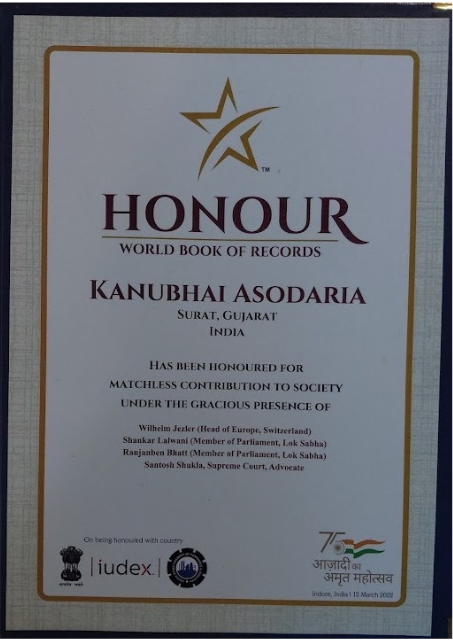 TM
HONOUR
WORLD BOOK OF RECORDS
KANUBHAI ASODARIA
SURAT, GUJARAT
INDIA
HAS BEEN HONOURED FOR
MATCHLESS CONTRIBUTION TO SOCIETY
UNDER THE GRACIOUS PRESENCE OF
Wilhelm Jezler (Head of Europe, Switzerland)
Shankar Lalwani (Member of Parliament, Lok Sabha)
Ranjanben Bhatt (Member of Parliament, Lok Sabha)
Santosh Shukla, Supreme Court, Advocate
On being honoured with country
iudex
75
आज़ादी का
अमृत महोत्सव
Indore, India | 12 March 2022